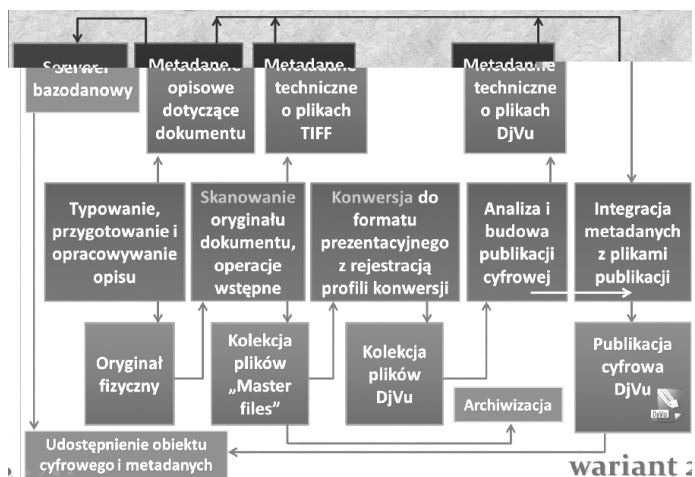 Serwer
bazodanowy
Metadane
opisowe
dotyczące
dokumentu
Metadane
techniczne
o plikach
TIFF
Metadane
techniczne
o plikach
DjVu
Typowanie,
przygotowanie i
opracowywanie
opisu
Skanowanie
oryginału
dokumentu,
operacje
wstępne
Konwersja do
formatu
prezentacyjnego
z rejestracją
profili konwersji
Analiza i
budowa
publikacji
cyfrowej
Integracja
metadanych
z plikami
publikacji
Oryginał
fizyczny
Kolekcja
plików
„Master
files”
Kolekcja
plików
DjVu
Archiwizacja
Publikacja
cyfrowa
DjVu
DjVu
Udostępnienie obiektu
cyfrowego i metadanych
wariant 2